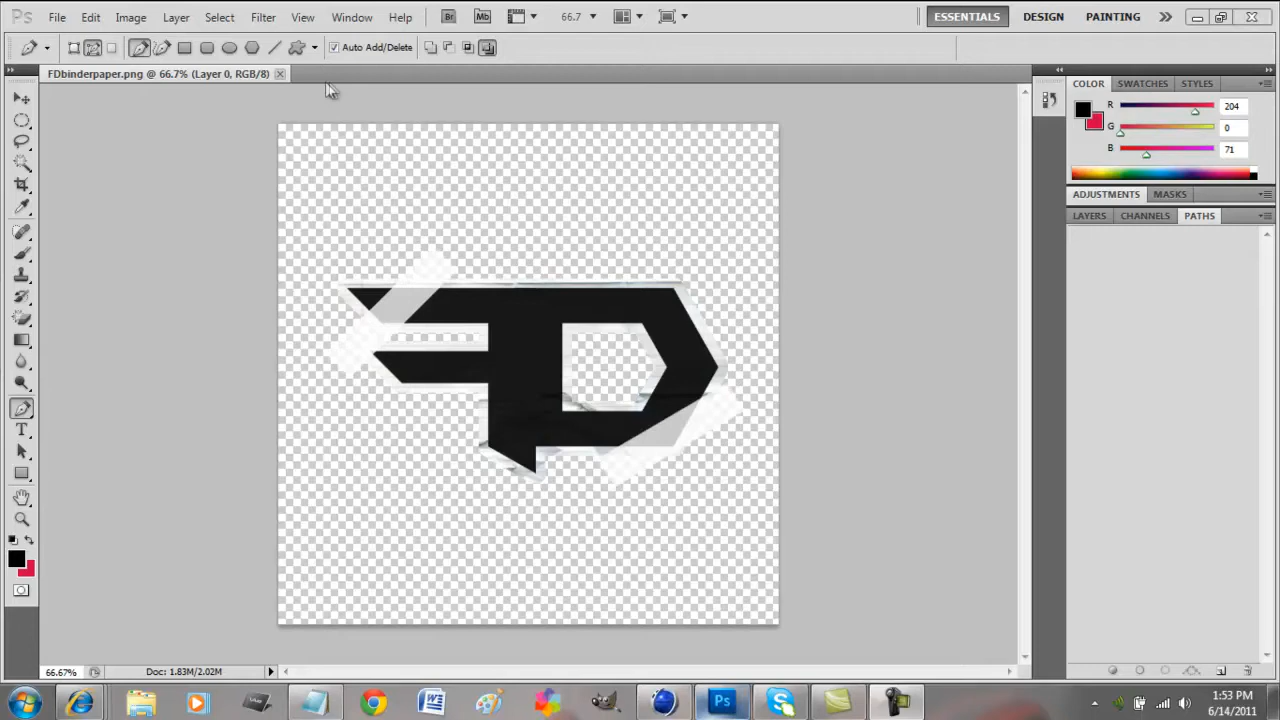 Ps File Edit Image Layer Select Filter View Window Help Br Mb 66.7 ESSENTIALS DESIGN PAINTING
Auto Add/Delete
FDbinderpaper.png @ 66.7% (Layer 0, RGB/8)
COLOR SWATCHES STYLES
R 204
G 0
B 71
ADJUSTMENTS MASKS
LAYERS CHANNELS PATHS
FD
T
66.67% Doc: 1.83M/2.02M
W Ps S
1:53 PM
6/14/2011